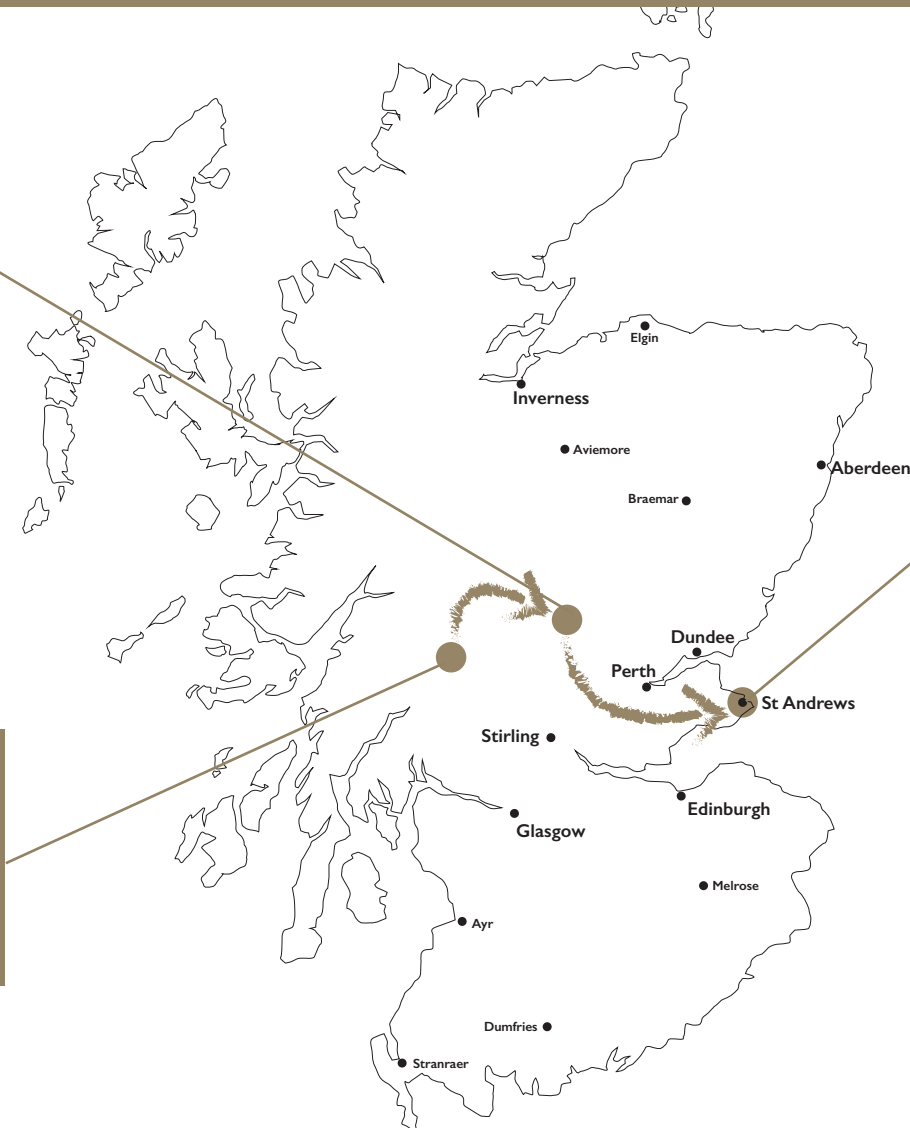 Elgin
Inverness
Aviemore
Aberdeen
Braemar
Dundee
Perth
St Andrews
Stirling
Edinburgh
Glasgow
Melrose
Ayr
Dumfries
Stranraer